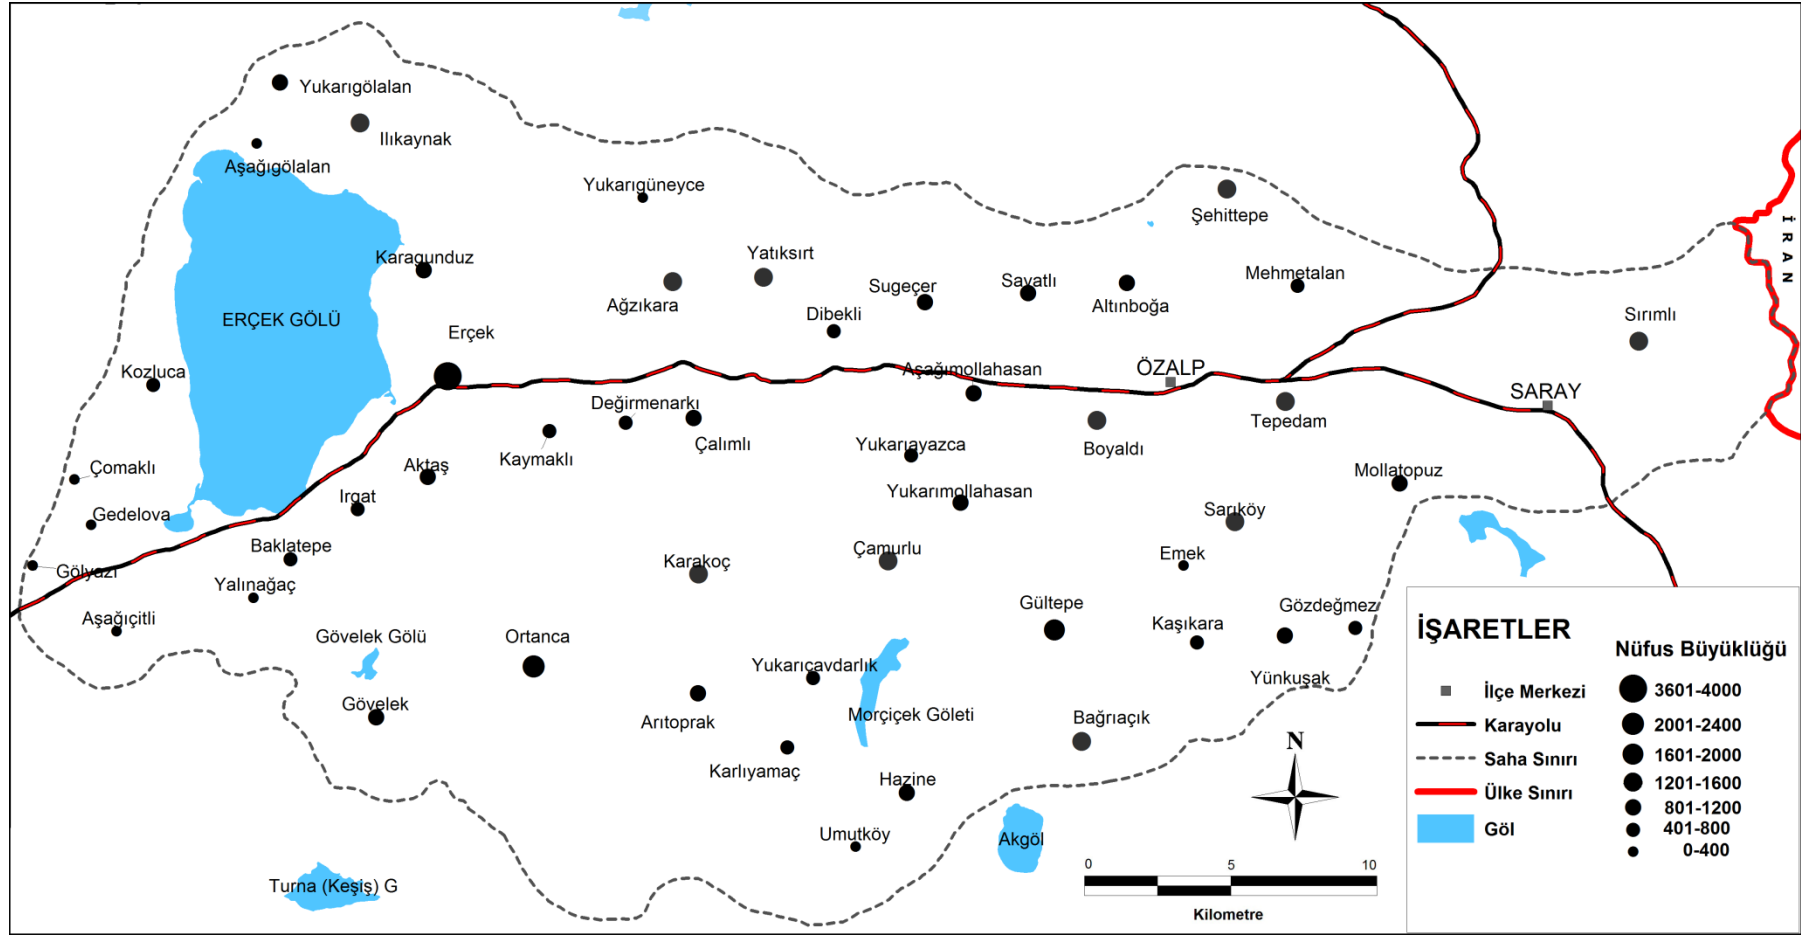 Yukarıgölalan
Ilıkaynak
Aşağıgölalan
Yukarıgüneyce
Şehittepe
İRAN
Karagunduz
Yatıksırt
Ağzıkara
Sugeçer
Savatlı
Altınboğa
Mehmetalan
Dibekli
Sırımlı
ERÇEK GÖLÜ
Erçek
Kozluca
Aşağımollahasan
ÖZALP
SARAY
Değirmenarkı
Çalımlı
Tepedam
Kaymaklı
Yukarıayazca
Boyaldı
Çomaklı
Aktaş
Mollatopuz
Irgat
Yukarımollahasan
Gedelova
Sarıköy
Baklatepe
Çamurlu
Emek
Karakoç
Gölyazı
Yalınağaç
Aşağıçitli
Gültepe
Gözdeğmez
Kaşıkara
Gövelek Gölü
Ortanca
Yukarıçavdarlık
Yünkuşak
Gövelek
Arıtoprak
Morçiçek Göleti
Bağrıaçık
Karlıyamaç
Hazine
Umutköy
Akgöl
Turna (Keşiş) G
N
0 5 10
Kilometre
İŞARETLER
İlçe Merkezi
Karayolu
Saha Sınırı
Ülke Sınırı
Göl
Nüfus Büyüklüğü
3601-4000
2001-2400
1601-2000
1201-1600
801-1200
401-800
0-400